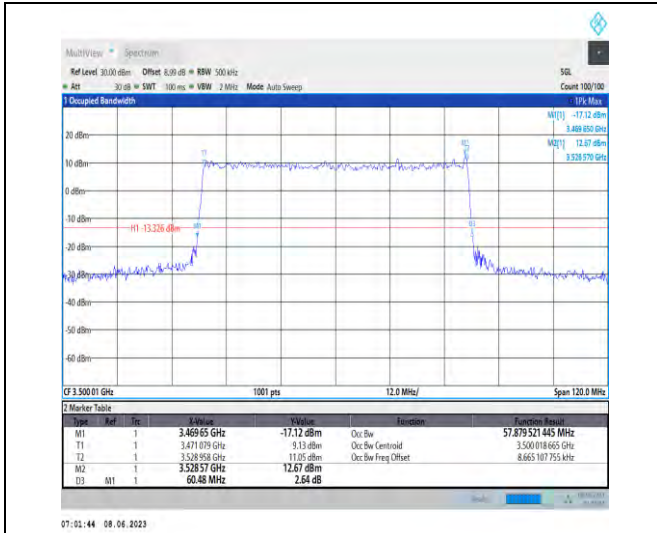 MultiView Spectrum
Ref Level 30.00 dBm Offset 8.99 dB RBW 500 kHz SGL
Att 30 dB SWT 100 ms VBW 2 MHz Mode Auto Sweep Count 100/100
1 Occupied Bandwidth 1Pk Max
M1[1] -17.12 dBm
3.469 650 GHz
M2[1] 12.67 dBm
3.528 570 GHz
20 dBm
10 dBm
0 dBm
-10 dBm
H1 -13.326 dBm
-20 dBm
-30 dBm
-40 dBm
-50 dBm
-60 dBm
CF 3.500 01 GHz 1001 pts 12.0 MHz/ Span 120.0 MHz
2 Marker Table
Type Ref Trc X-Value Y-Value Function Function Result
M1 1 3.469 65 GHz -17.12 dBm Occ Bw 57.879 521 445 MHz
T1 1 3.471 079 GHz 9.13 dBm Occ Bw Centroid 3.500 018 665 GHz
T2 1 3.528 958 GHz 11.05 dBm Occ Bw Freq Offset 8.665 107 755 kHz
M2 1 3.528 57 GHz 12.67 dBm
D3 M1 1 60.48 MHz 2.64 dB
07:01:44 08.06.2023